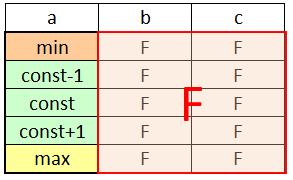 a b c
min F F
const-1 F F
const F F
F
const+1 F F
max F F